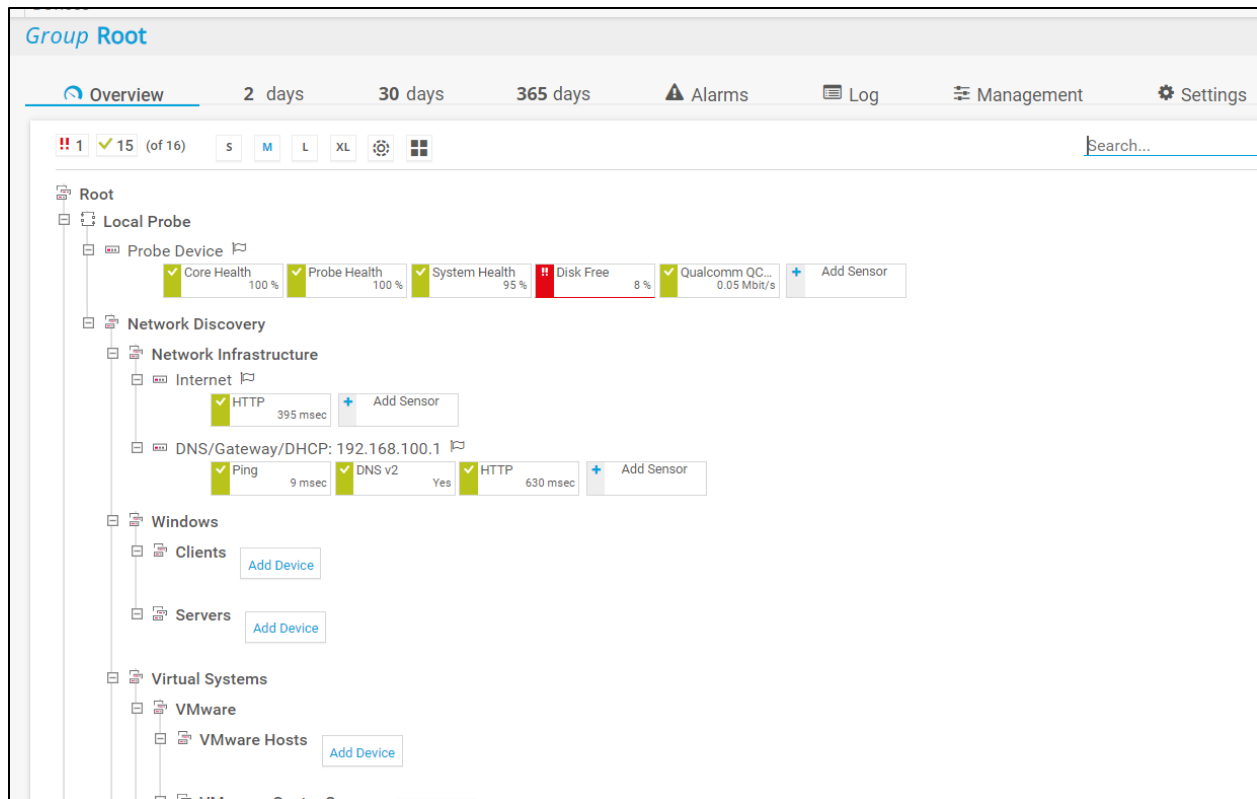 Group Root
Overview 2 days 30 days 365 days Alarms Log Management Settings
!! 1 15 (of 16) S M L XL Search...
Root
Local Probe
Probe Device
Core Health 100 % Probe Health 100 % System Health 95 % !! Disk Free 8 % Qualcomm QC... 0.05 Mbit/s + Add Sensor
Network Discovery
Network Infrastructure
Internet
HTTP 395 msec + Add Sensor
DNS/Gateway/DHCP: 192.168.100.1
Ping 9 msec DNS v2 Yes HTTP 630 msec + Add Sensor
Windows
Clients Add Device
Servers Add Device
Virtual Systems
VMware
VMware Hosts Add Device